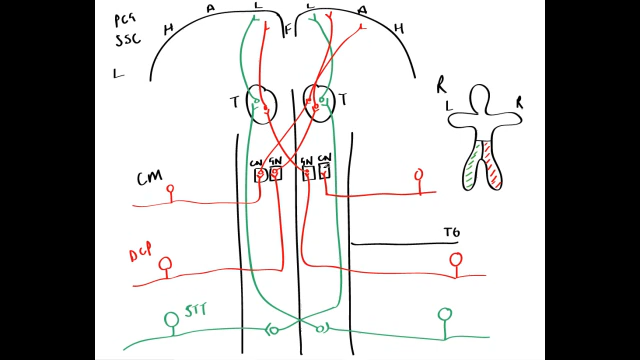 PCG
SSC
H A L F L A H
L
T T
R
L R
CN GN GN CN
CM
T6
DCP
STT